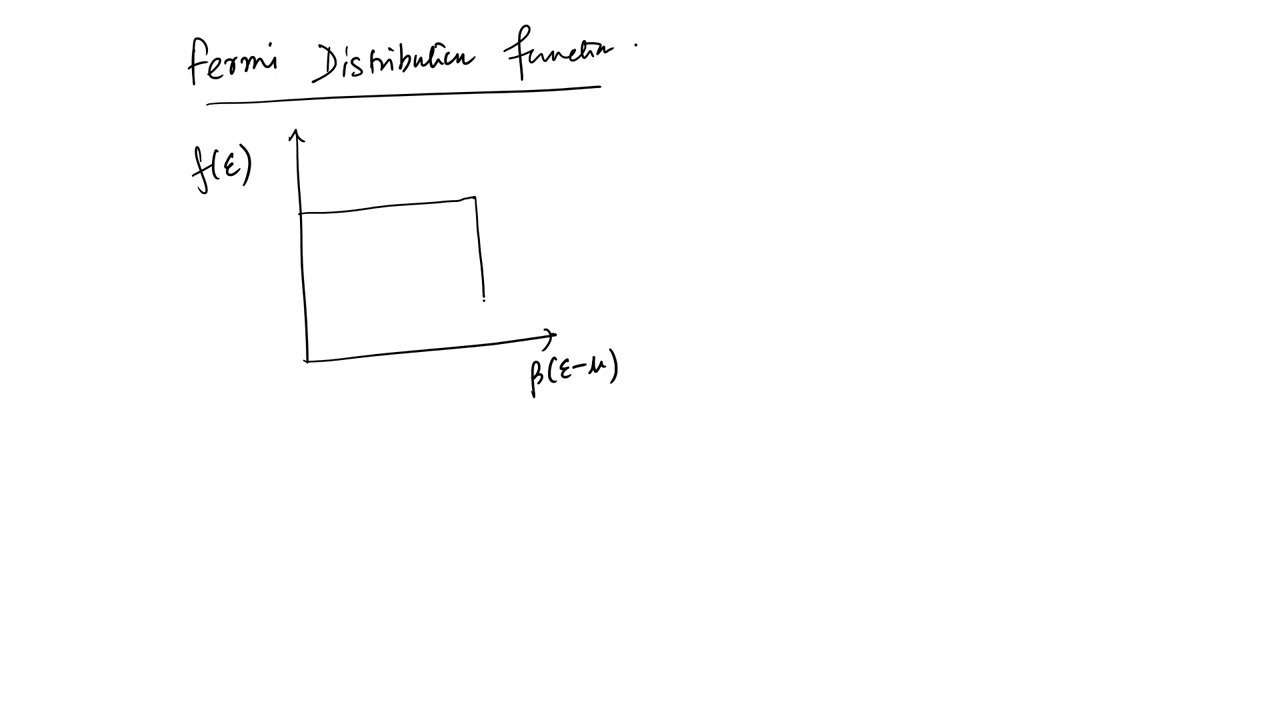 Fermi Distribution function.
f(ε)
β(ε-μ)